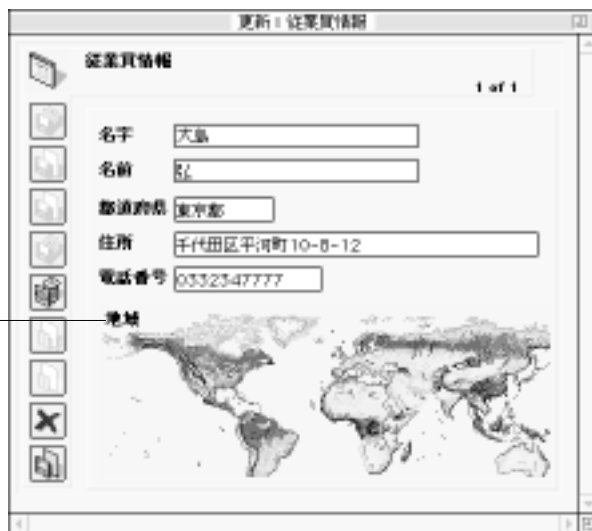 更新：従業員情報
従業員情報
1 of 1
名字 大島
名前 弘
都道府県 東京都
住所 千代田区平河町10-8-12
電話番号 0332347777
地域